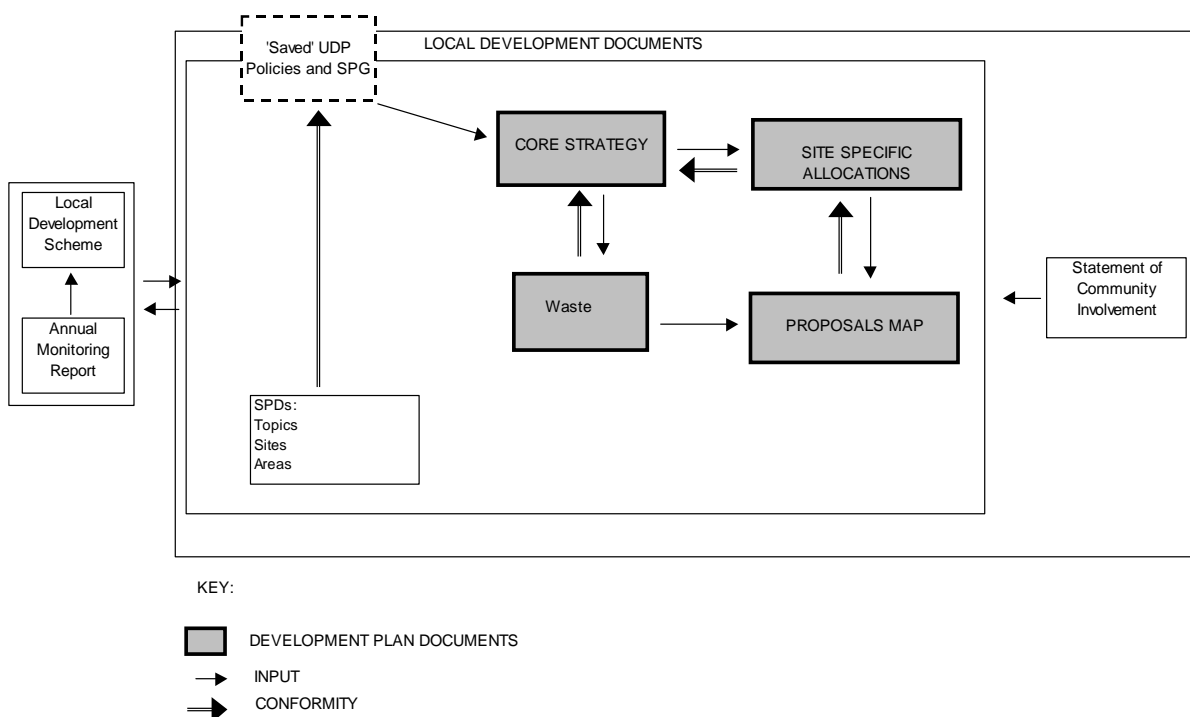 'Saved' UDP
Policies and SPG
LOCAL DEVELOPMENT DOCUMENTS
CORE STRATEGY
SITE SPECIFIC
ALLOCATIONS
Local
Development
Scheme
Annual
Monitoring
Report
Waste
PROPOSALS MAP
Statement of
Community
Involvement
SPDs:
Topics
Sites
Areas
KEY:
DEVELOPMENT PLAN DOCUMENTS
INPUT
CONFORMITY